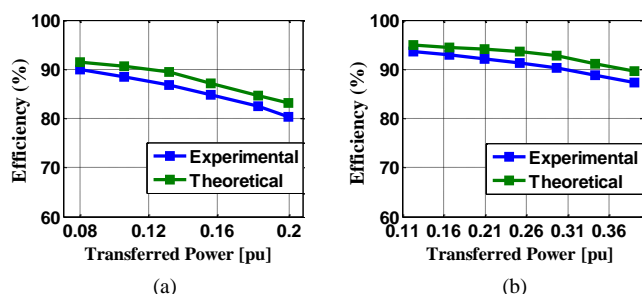 100
90
80
70
60
Efficiency (%)
Experimental
Theoretical
0.08
0.12
0.16
0.2
Transferred Power [pu]
(a)
100
90
80
70
60
Efficiency (%)
Experimental
Theoretical
0.11
0.16
0.21
0.26
0.31
0.36
Transferred Power [pu]
(b)